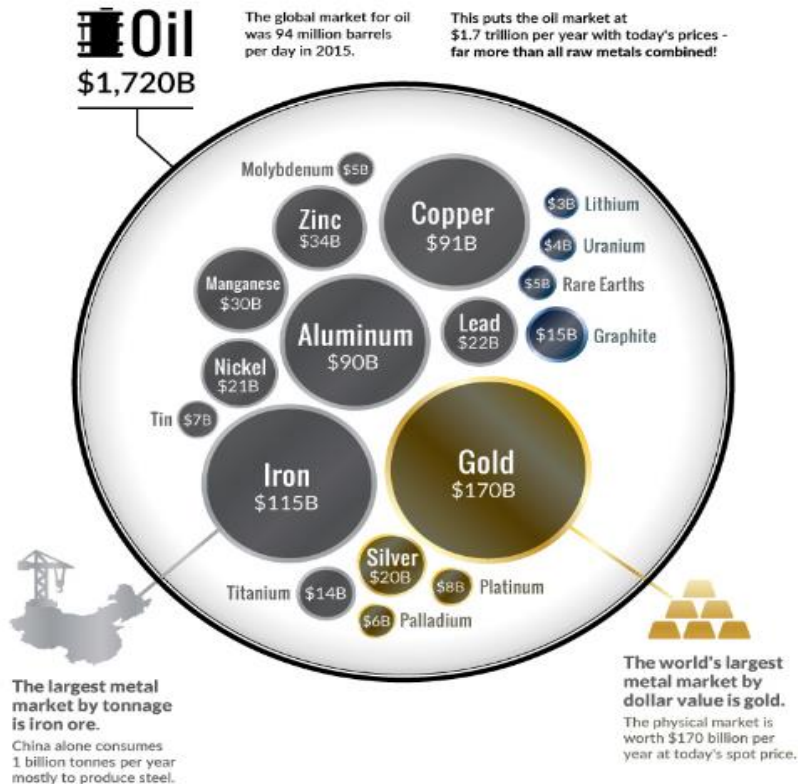 Oil
$1,720B
The global market for oil
was 94 million barrels
per day in 2015.
This puts the oil market at
$1.7 trillion per year with today's prices -
far more than all raw metals combined!
Molybdenum $5B
Zinc
$34B
Copper
$91B
$3B Lithium
$4B Uranium
$5B Rare Earths
Manganese
$30B
Aluminum
$90B
Lead
$22B
$15B Graphite
Nickel
$21B
Tin $7B
Iron
$115B
Gold
$170B
Silver
$20B
Titanium $14B
$8B Platinum
$6B Palladium
The largest metal
market by tonnage
is iron ore.
China alone consumes
1 billion tonnes per year
mostly to produce steel.
The world's largest
metal market by
dollar value is gold.
The physical market is
worth $170 billion per
year at today's spot price.